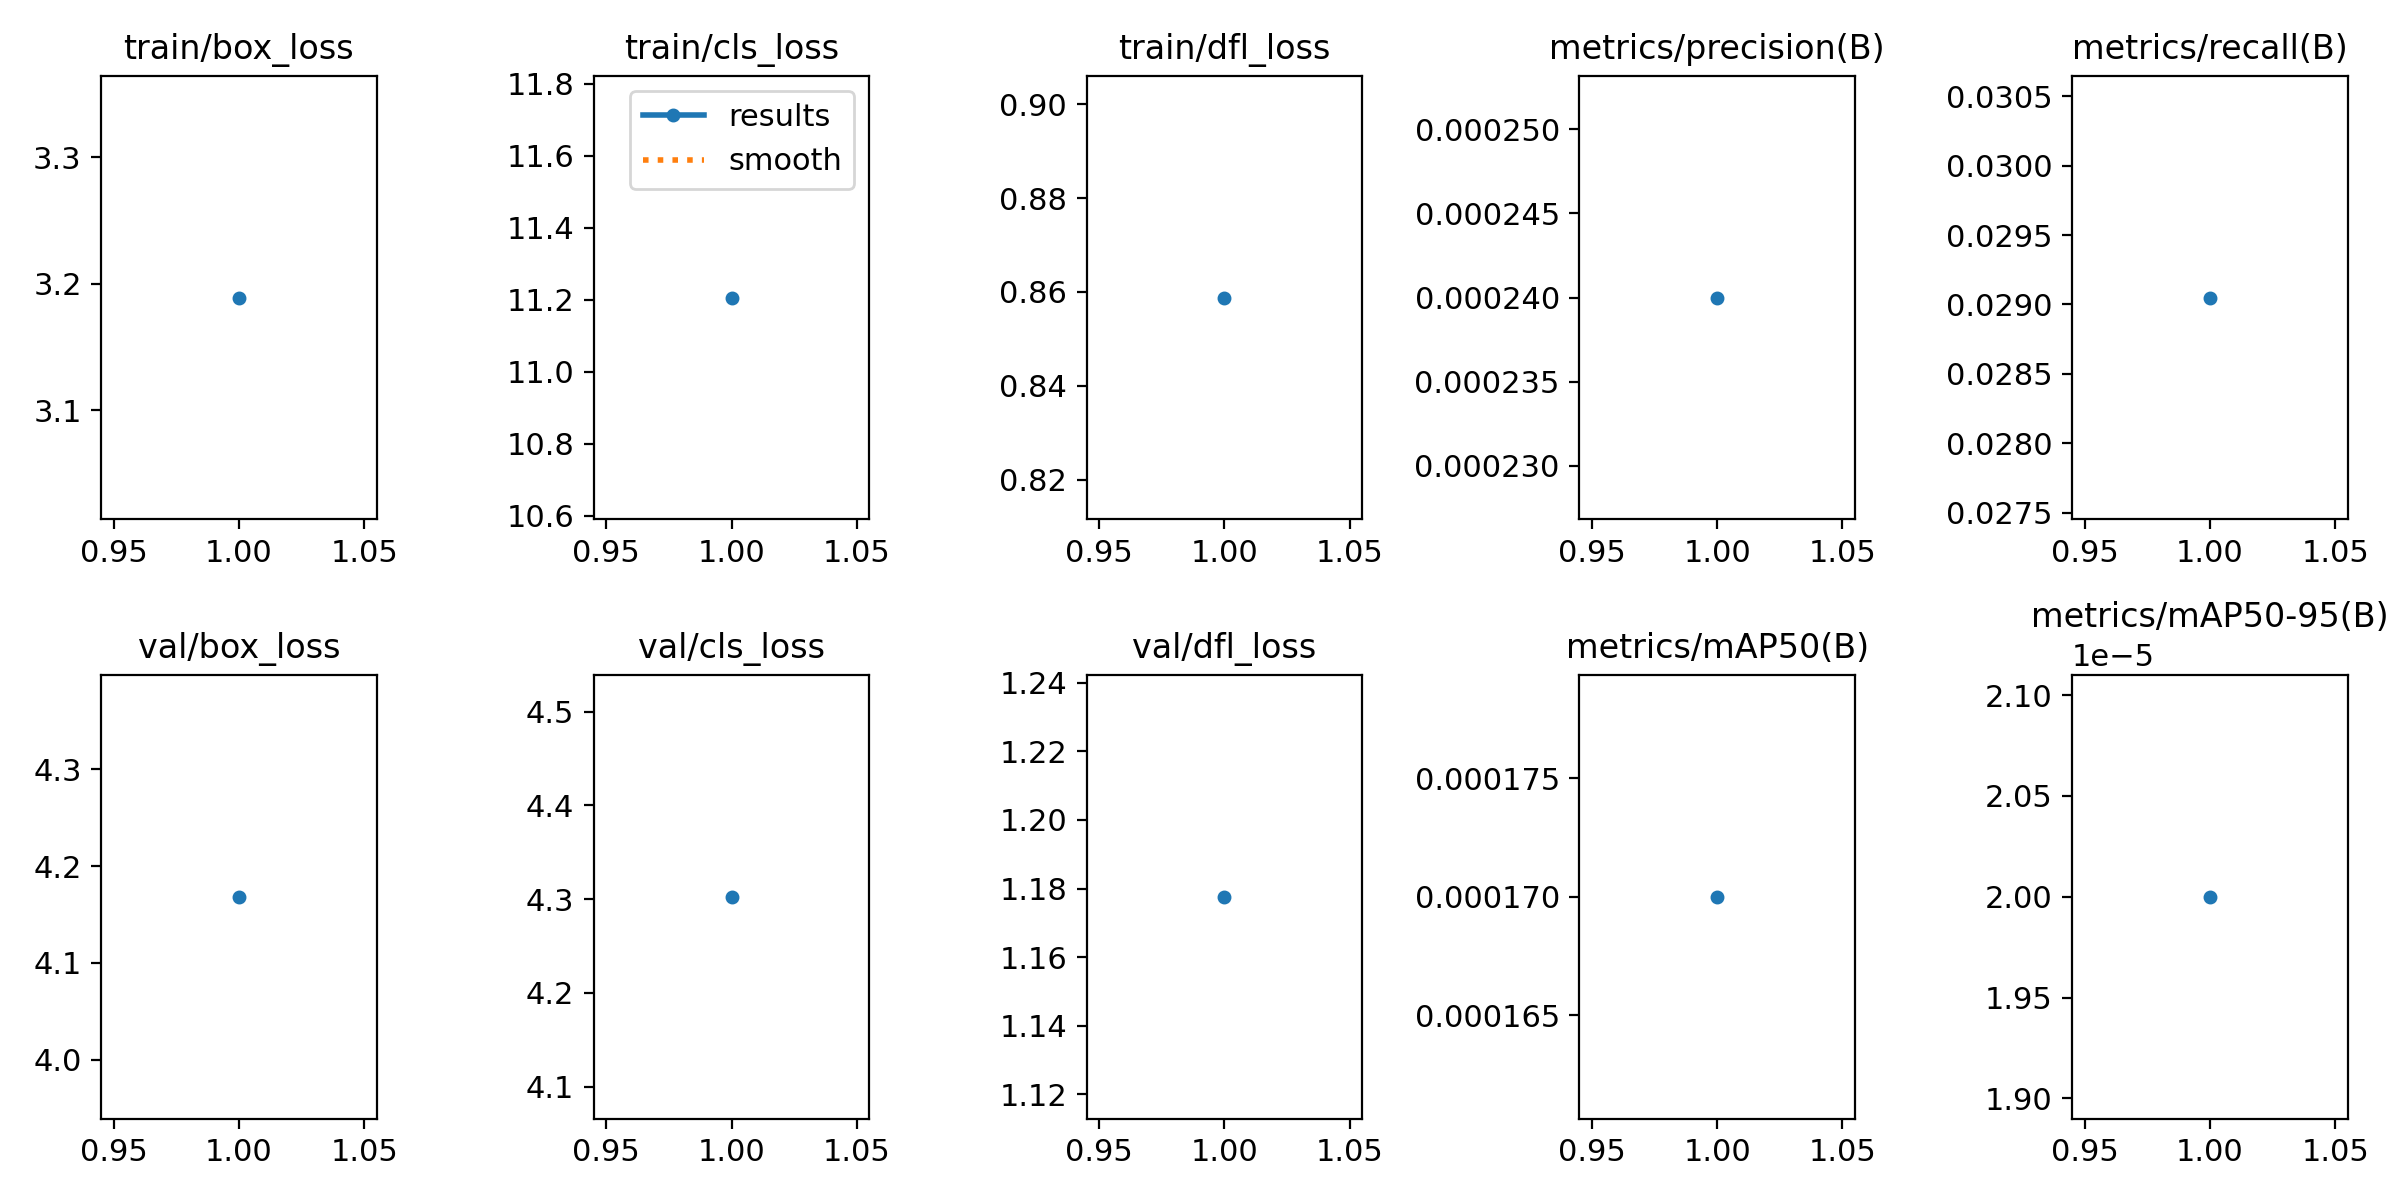 train/box_loss
3.3
3.2
3.1
0.95 1.00 1.05
train/cls_loss
results
smooth
11.8
11.6
11.4
11.2
11.0
10.8
10.6
0.95 1.00 1.05
train/dfl_loss
0.90
0.88
0.86
0.84
0.82
0.95 1.00 1.05
metrics/precision(B)
0.000250
0.000245
0.000240
0.000235
0.000230
0.95 1.00 1.05
metrics/recall(B)
0.0305
0.0300
0.0295
0.0290
0.0285
0.0280
0.0275
0.95 1.00 1.05
val/box_loss
4.3
4.2
4.1
4.0
0.95 1.00 1.05
val/cls_loss
4.5
4.4
4.3
4.2
4.1
0.95 1.00 1.05
val/dfl_loss
1.24
1.22
1.20
1.18
1.16
1.14
1.12
0.95 1.00 1.05
metrics/mAP50(B)
0.000175
0.000170
0.000165
0.95 1.00 1.05
metrics/mAP50-95(B)
1e−5
2.10
2.05
2.00
1.95
1.90
0.95 1.00 1.05